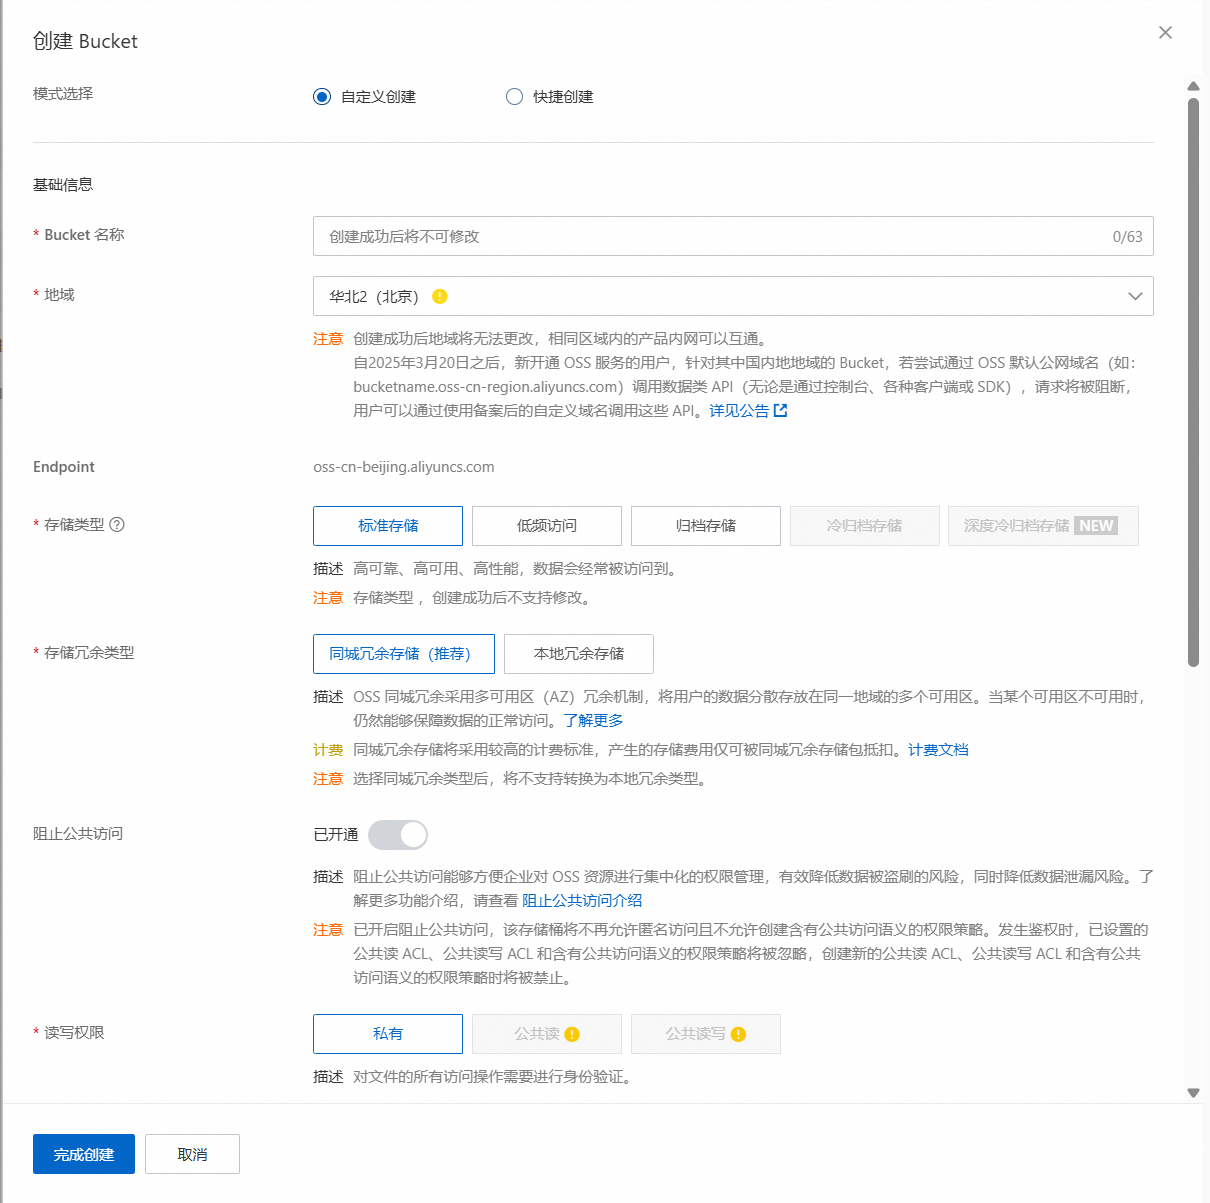 创建 Bucket
模式选择
自定义创建
快捷创建
基础信息
* Bucket 名称
创建成功后将不可修改
0/63
* 地域
华北2（北京）
注意 创建成功后地域将无法更改，相同区域内的产品内网可以互通。
自2025年3月20日之后，新开通 OSS 服务的用户，针对其中国内地地域的 Bucket，若尝试通过 OSS 默认公网域名（如：
bucketname.oss-cn-region.aliyuncs.com）调用数据类 API（无论是通过控制台、各种客户端或 SDK），请求将被阻断，
用户可以通过使用备案后的自定义域名调用这些 API。详见公告
Endpoint
oss-cn-beijing.aliyuncs.com
* 存储类型
标准存储
低频访问
归档存储
冷归档存储
深度冷归档存储 NEW
描述 高可靠、高可用、高性能，数据会经常被访问到。
注意 存储类型 ，创建成功后不支持修改。
* 存储冗余类型
同城冗余存储（推荐）
本地冗余存储
描述 OSS 同城冗余采用多可用区（AZ）冗余机制，将用户的数据分散存放在同一地域的多个可用区。当某个可用区不可用时，
仍然能够保障数据的正常访问。了解更多
计费 同城冗余存储将采用较高的计费标准，产生的存储费用仅可被同城冗余存储包抵扣。计费文档
注意 选择同城冗余类型后，将不支持转换为本地冗余类型。
阻止公共访问
已开通
描述 阻止公共访问能够方便企业对 OSS 资源进行集中化的权限管理，有效降低数据被盗刷的风险，同时降低数据泄漏风险。了
解更多功能介绍，请查看 阻止公共访问介绍
注意 已开启阻止公共访问，该存储桶将不再允许匿名访问且不允许创建含有公共访问语义的权限策略。发生鉴权时，已设置的
公共读 ACL、公共读写 ACL 和含有公共访问语义的权限策略将被忽略，创建新的公共读 ACL、公共读写 ACL 和含有公共
访问语义的权限策略时将被禁止。
* 读写权限
私有
公共读
公共读写
描述 对文件的所有访问操作需要进行身份验证。
完成创建
取消